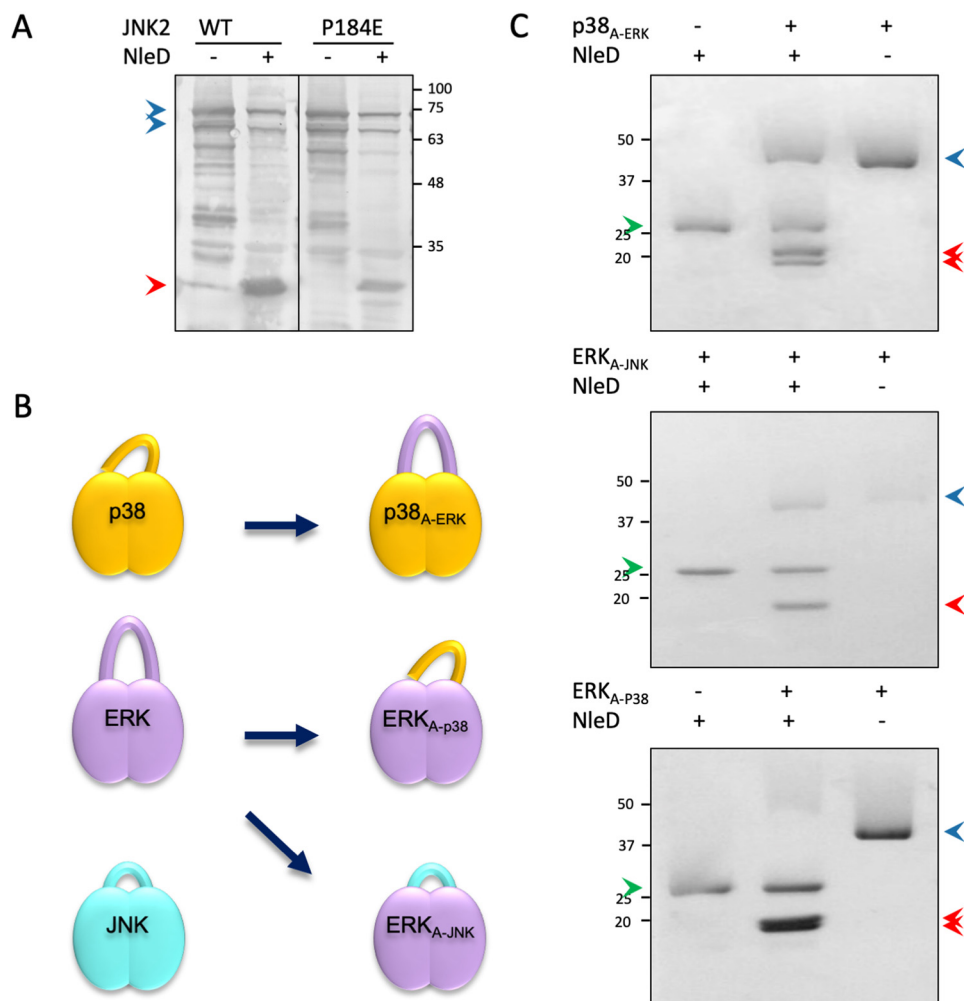 A
JNK2 WT P184E
NleD - + - +
100
75
63
48
35
B
p38
p38A-ERK
ERK
ERKA-p38
JNK
ERKA-JNK
C
p38A-ERK - + +
NleD + + -
50
37
25
20
ERKA-JNK + + +
NleD + + -
50
37
25
20
ERKA-P38 - + +
NleD + + -
50
37
25
20